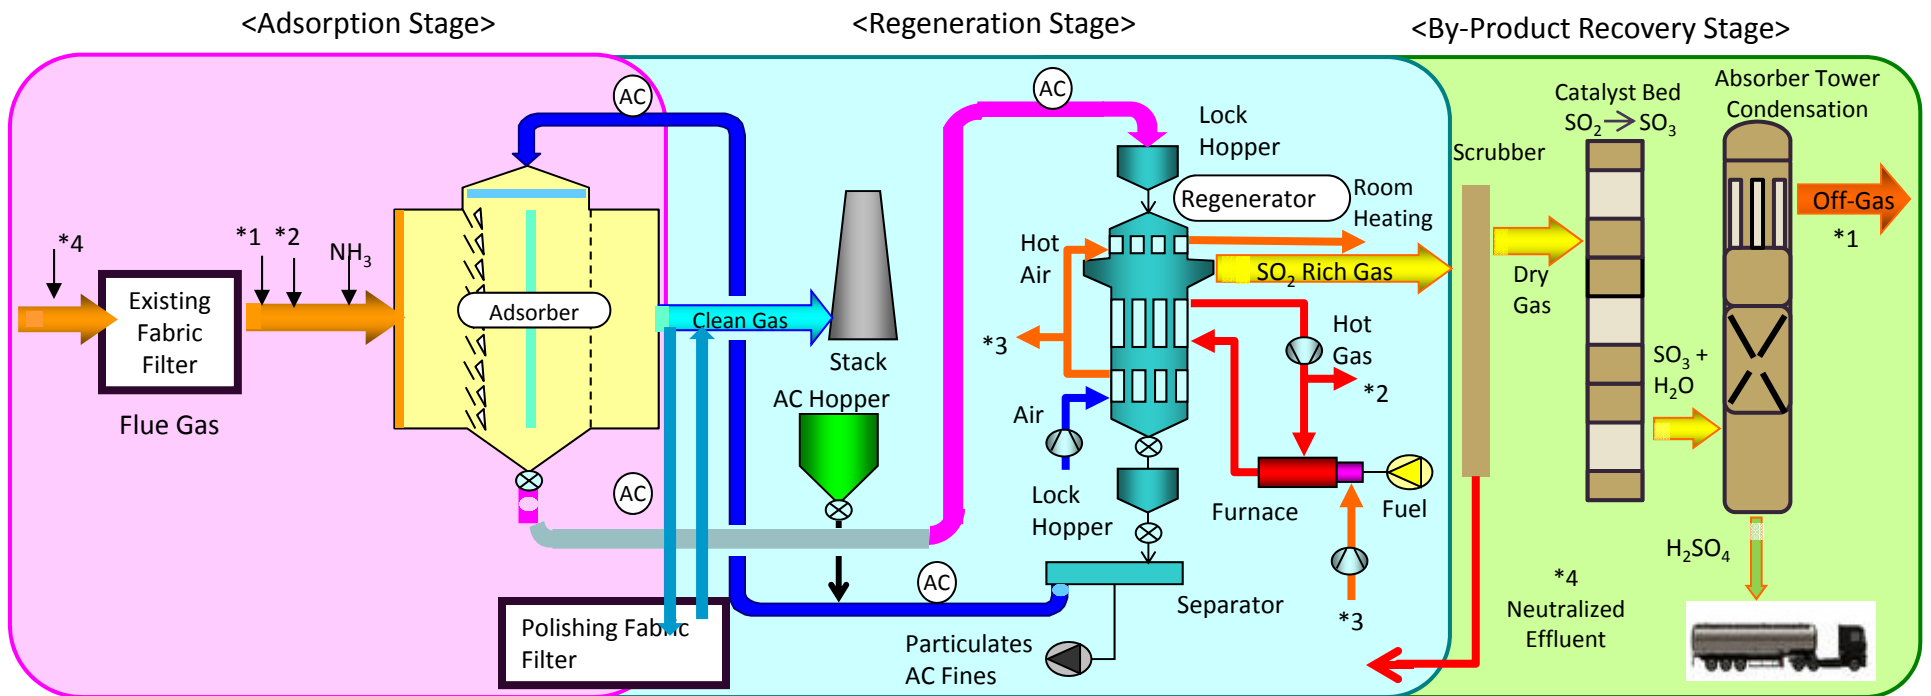 <Adsorption Stage>
<Regeneration Stage>
<By-Product Recovery Stage>
*4
Existing
Fabric
Filter
Flue Gas
*1
*2
NH₃
Adsorber
AC
AC
Clean Gas
Stack
AC Hopper
Polishing Fabric
Filter
AC
AC
Lock
Hopper
Regenerator
Room
Heating
Hot
Air
SO₂ Rich Gas
*3
Hot
Gas
*2
Air
Lock
Hopper
Furnace
Fuel
*3
Separator
Particulates
AC Fines
Scrubber
Dry
Gas
Catalyst Bed
SO₂ → SO₃
SO₃ +
H₂O
Absorber Tower
Condensation
Off-Gas
*1
H₂SO₄
*4
Neutralized
Effluent